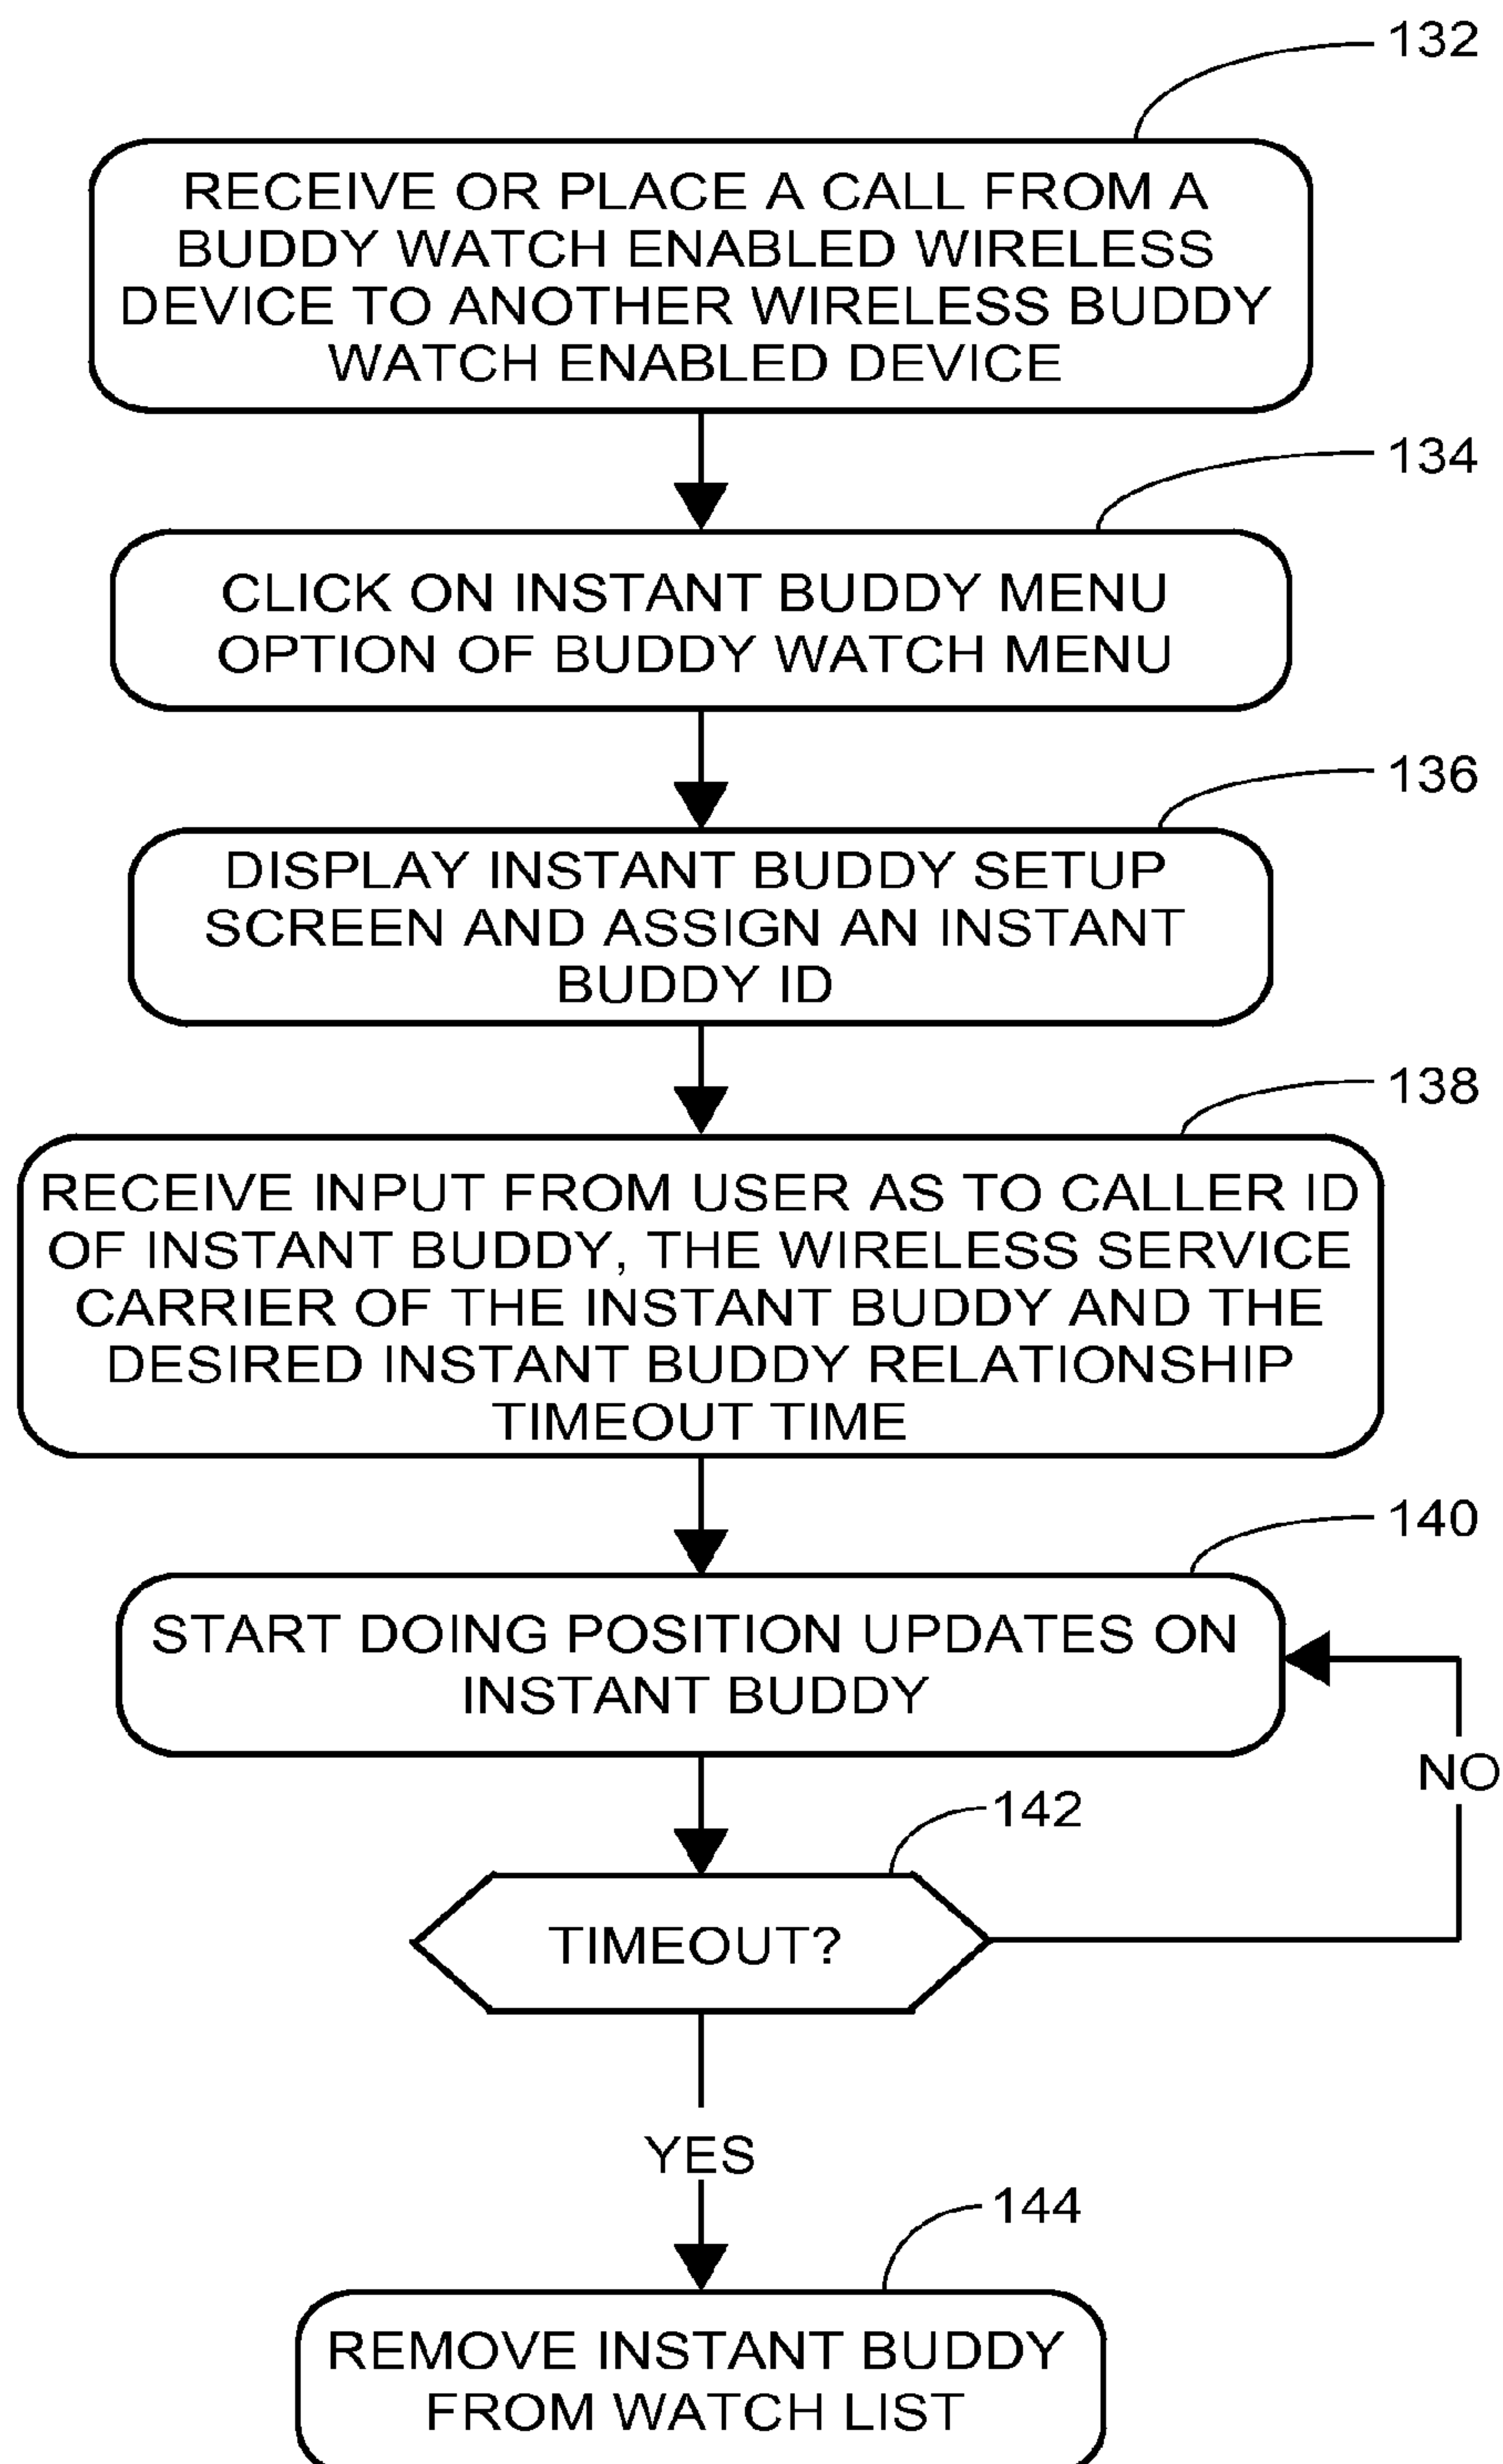 132
RECEIVE OR PLACE A CALL FROM A
BUDDY WATCH ENABLED WIRELESS
DEVICE TO ANOTHER WIRELESS BUDDY
WATCH ENABLED DEVICE
134
CLICK ON INSTANT BUDDY MENU
OPTION OF BUDDY WATCH MENU
136
DISPLAY INSTANT BUDDY SETUP
SCREEN AND ASSIGN AN INSTANT
BUDDY ID
138
RECEIVE INPUT FROM USER AS TO CALLER ID
OF INSTANT BUDDY, THE WIRELESS SERVICE
CARRIER OF THE INSTANT BUDDY AND THE
DESIRED INSTANT BUDDY RELATIONSHIP
TIMEOUT TIME
140
START DOING POSITION UPDATES ON
INSTANT BUDDY
NO
142
TIMEOUT?
YES
144
REMOVE INSTANT BUDDY
FROM WATCH LIST